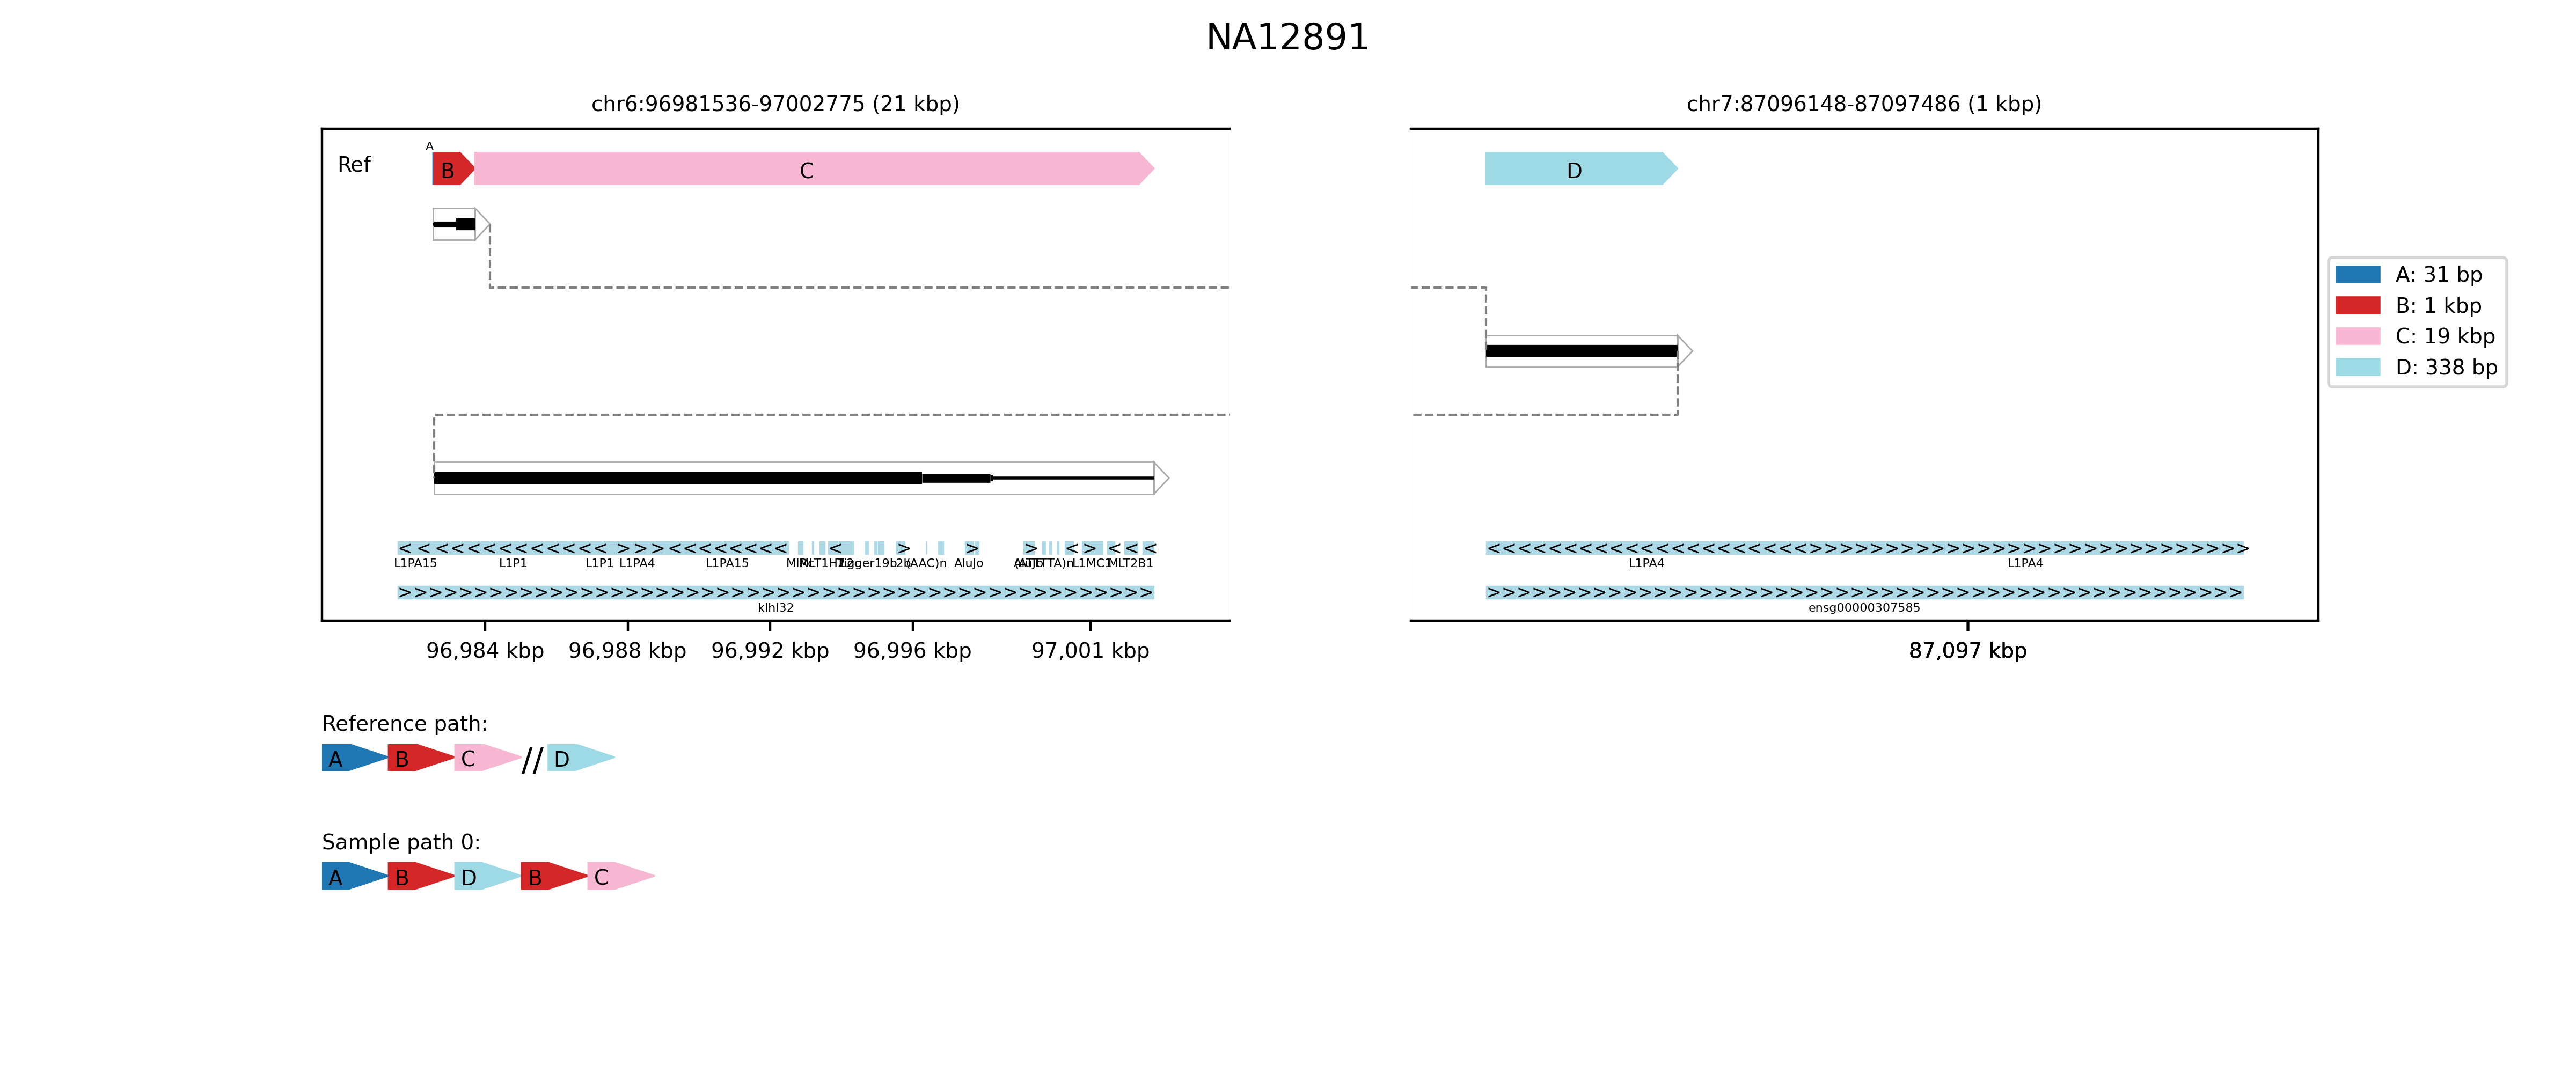 NA12891
chr6:96981536-97002775 (21 kbp)
chr7:87096148-87097486 (1 kbp)
Ref
A
B
C
D
A: 31 bp
B: 1 kbp
C: 19 kbp
D: 338 bp
< < <<<<<<<<<<<< > > > <<<<<<<< < > > > < > < < <
<<<<<<<<<<<<<<<<<<<<<>>>>>>>>>>>>>>>>>>>>>>>>>>>>>
L1PA15 L1P1 L1P1 L1PA4 L1PA15 AluJo L1MC1 MLT2B1
L1PA4 L1PA4
>>>>>>>>>>>>>>>>>>>>>>>>>>>>>>>>>>>>>>>>>>>>>>>>>>
>>>>>>>>>>>>>>>>>>>>>>>>>>>>>>>>>>>>>>>>>>>>>>>>>>
klhl32
ensg00000307585
96,984 kbp 96,988 kbp 96,992 kbp 96,996 kbp 97,001 kbp
87,097 kbp
Reference path:
A B C // D
Sample path 0:
A B D B C